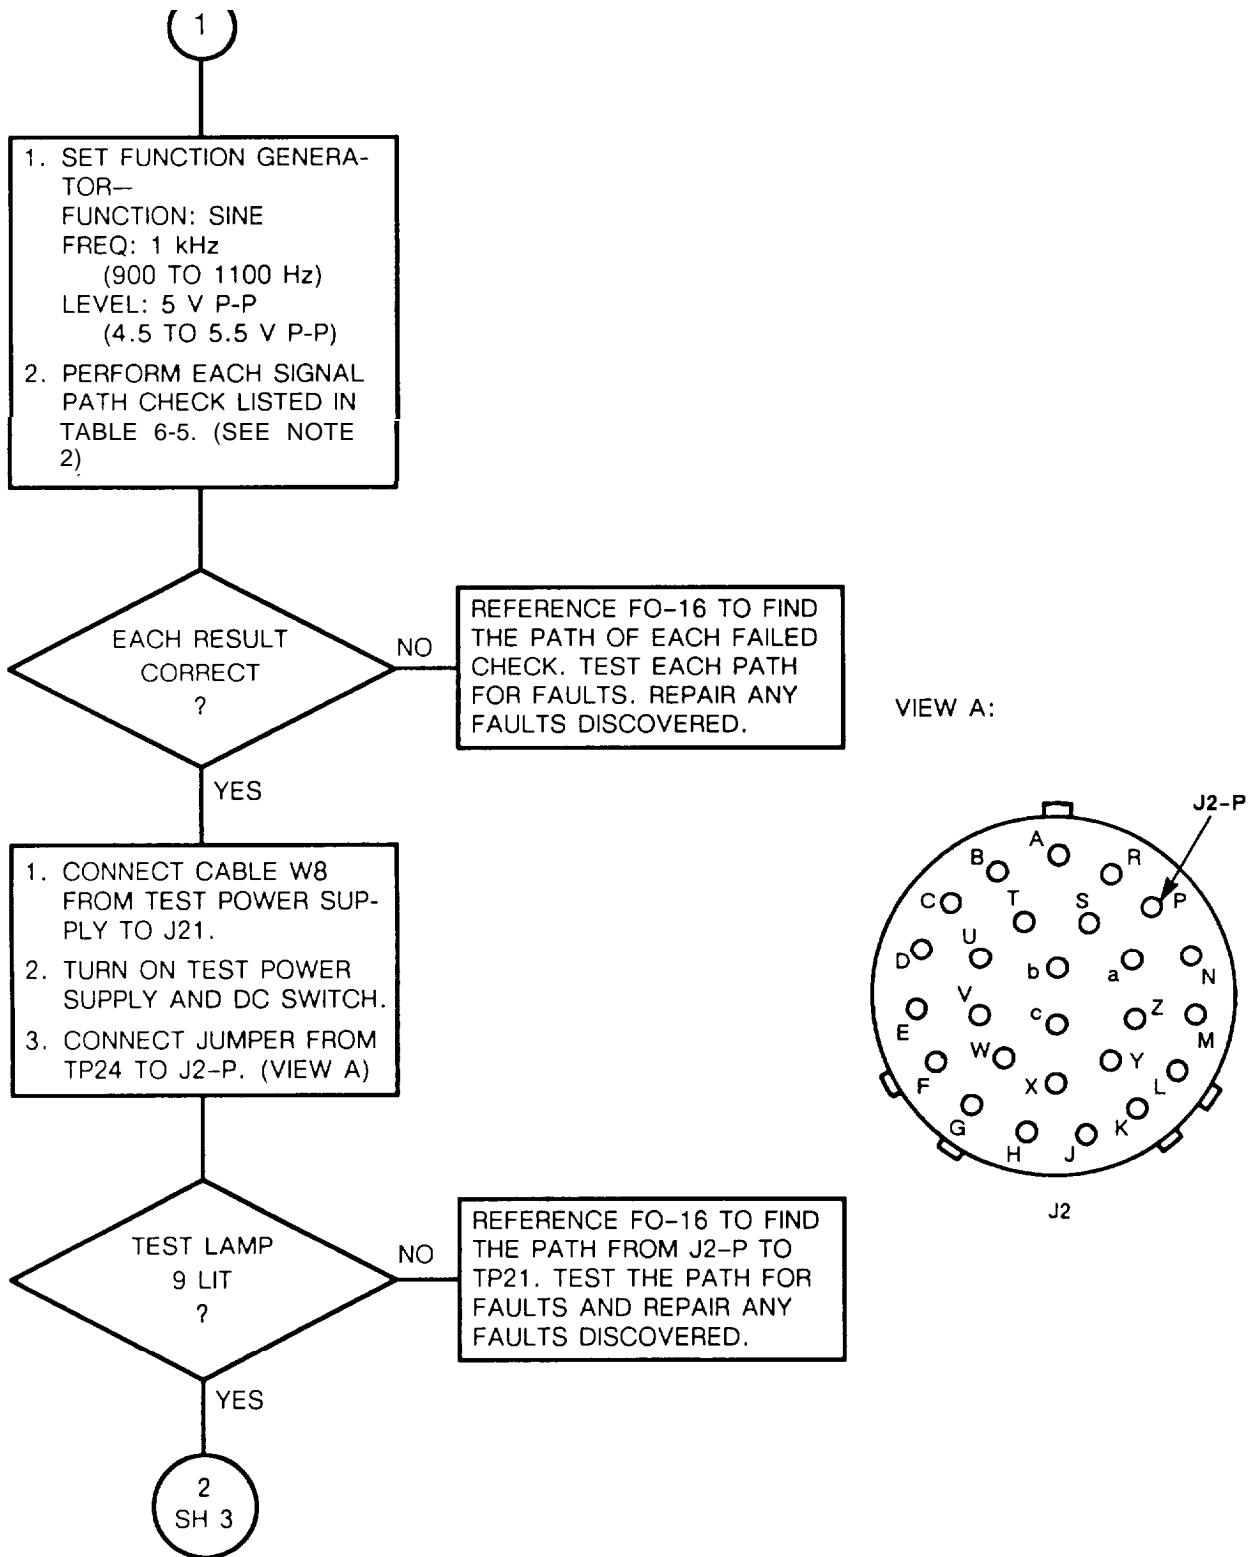 1
1. SET FUNCTION GENERA-
TOR—
FUNCTION: SINE
FREQ: 1 kHz
(900 TO 1100 Hz)
LEVEL: 5 V P-P
(4.5 TO 5.5 V P-P)
2. PERFORM EACH SIGNAL
PATH CHECK LISTED IN
TABLE 6-5. (SEE NOTE
2)
EACH RESULT
CORRECT
?
NO
REFERENCE FO-16 TO FIND
THE PATH OF EACH FAILED
CHECK. TEST EACH PATH
FOR FAULTS. REPAIR ANY
FAULTS DISCOVERED.
YES
1. CONNECT CABLE W8
FROM TEST POWER SUP-
PLY TO J21.
2. TURN ON TEST POWER
SUPPLY AND DC SWITCH.
3. CONNECT JUMPER FROM
TP24 TO J2-P. (VIEW A)
TEST LAMP
9 LIT
?
NO
REFERENCE FO-16 TO FIND
THE PATH FROM J2-P TO
TP21. TEST THE PATH FOR
FAULTS AND REPAIR ANY
FAULTS DISCOVERED.
YES
2
SH 3
VIEW A:
J2-P
A
B
R
C
T
S
P
D
U
b
a
N
E
V
c
Z
M
F
W
X
Y
L
G
H
J
K
J2